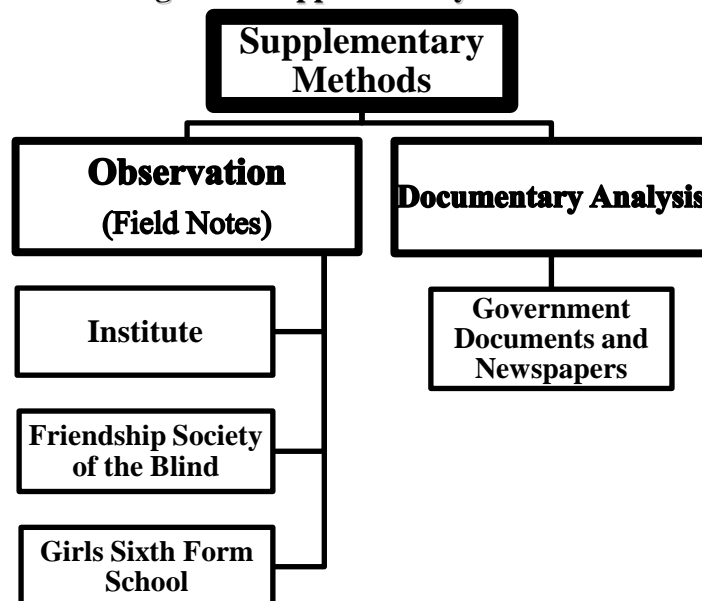 Supplementary
Methods
Observation
(Field Notes)
Documentary Analysis
Institute
Government
Documents and
Newspapers
Friendship Society
of the Blind
Girls Sixth Form
School